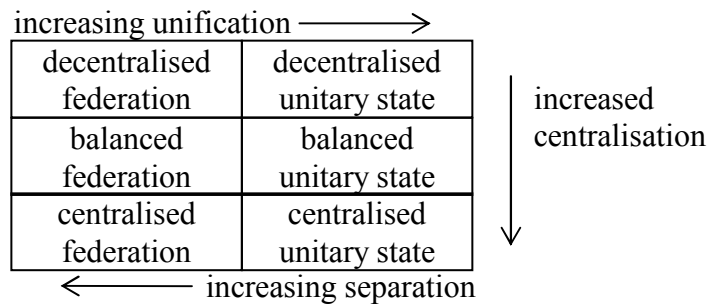 increasing unification
decentralised
federation
decentralised
unitary state
balanced
federation
balanced
unitary state
centralised
federation
centralised
unitary state
increasing separation
increased
centralisation